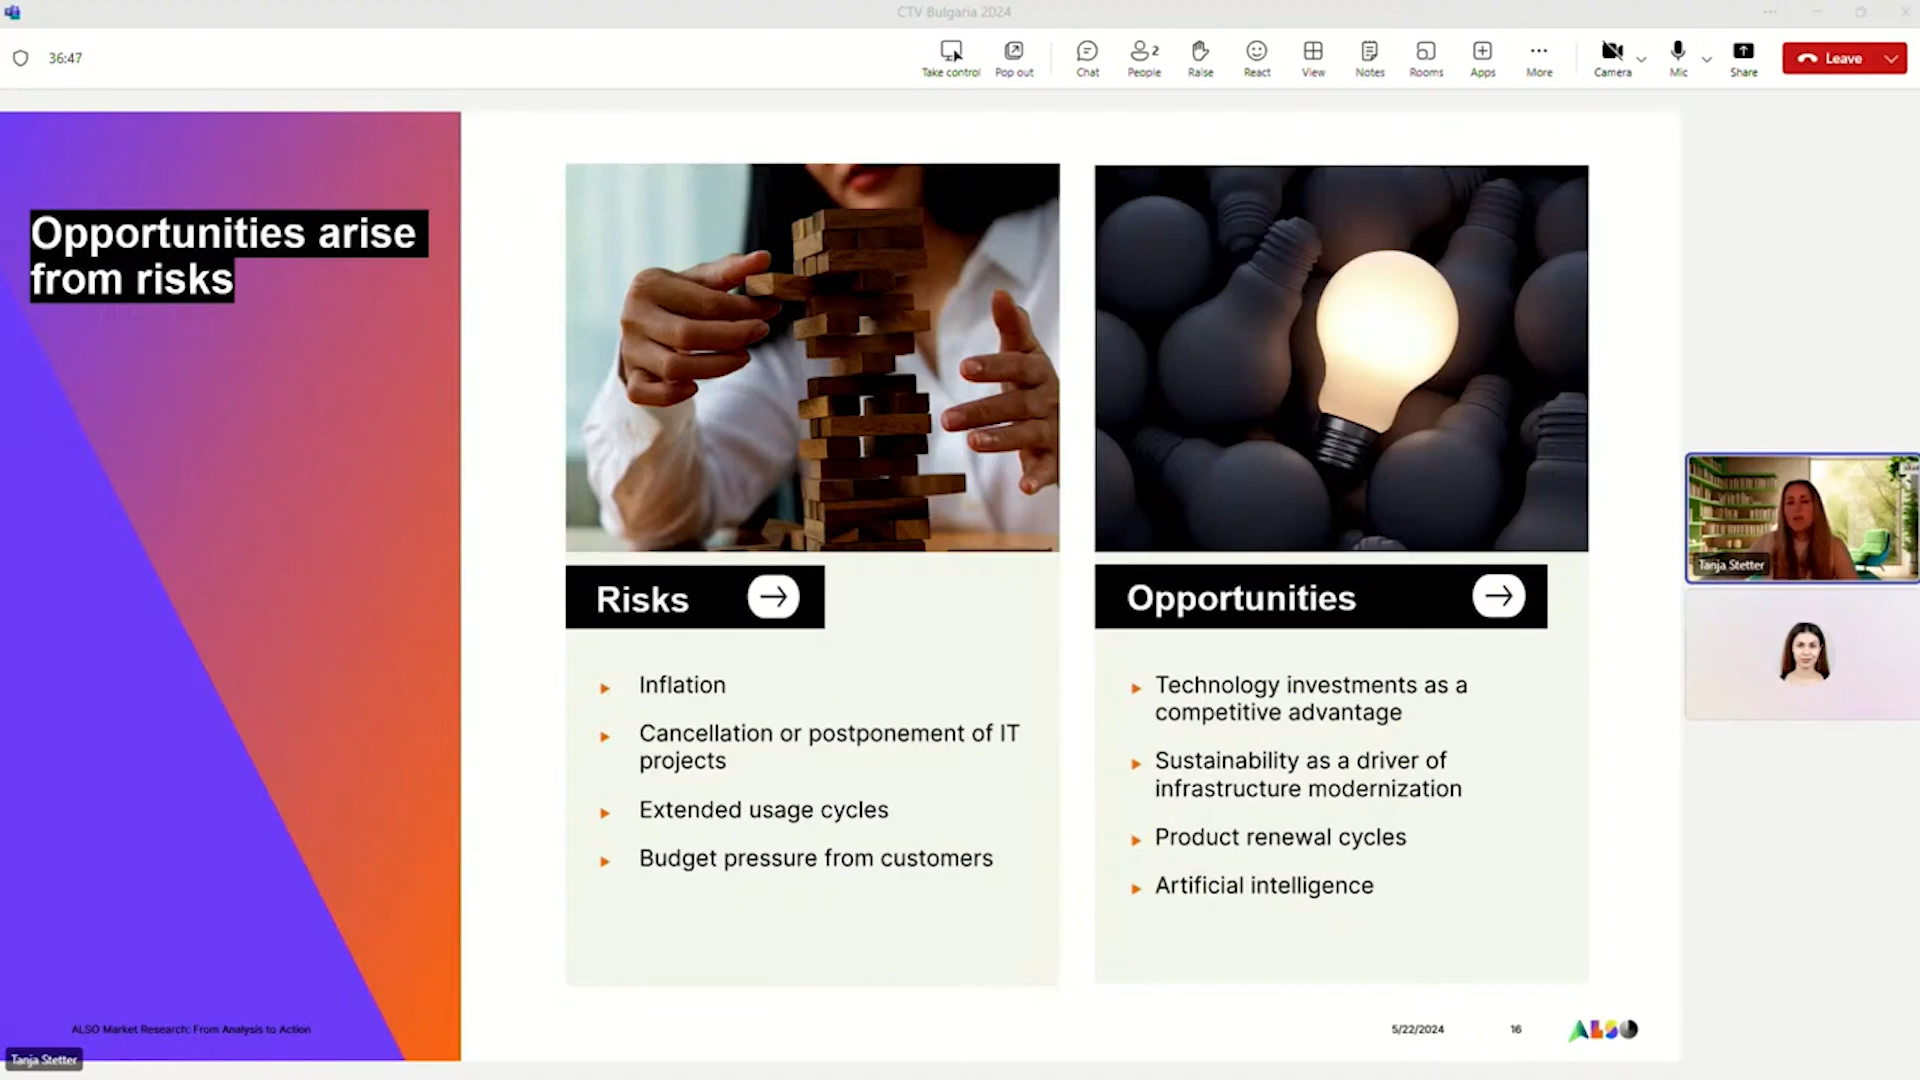 CTV Bulgaria 2024
36:47
Take control
Pop out
Chat
2
People
Raise
React
View
Notes
Rooms
Apps
More
Camera
Mic
Share
Leave
Opportunities arise
from risks
Risks
Inflation
Cancellation or postponement of IT
projects
Extended usage cycles
Budget pressure from customers
Opportunities
Technology investments as a
competitive advantage
Sustainability as a driver of
infrastructure modernization
Product renewal cycles
Artificial intelligence
Tanja Stetter
ALSO Market Research: From Analysis to Action
5/22/2024
16
ALSO
Tanja Stetter